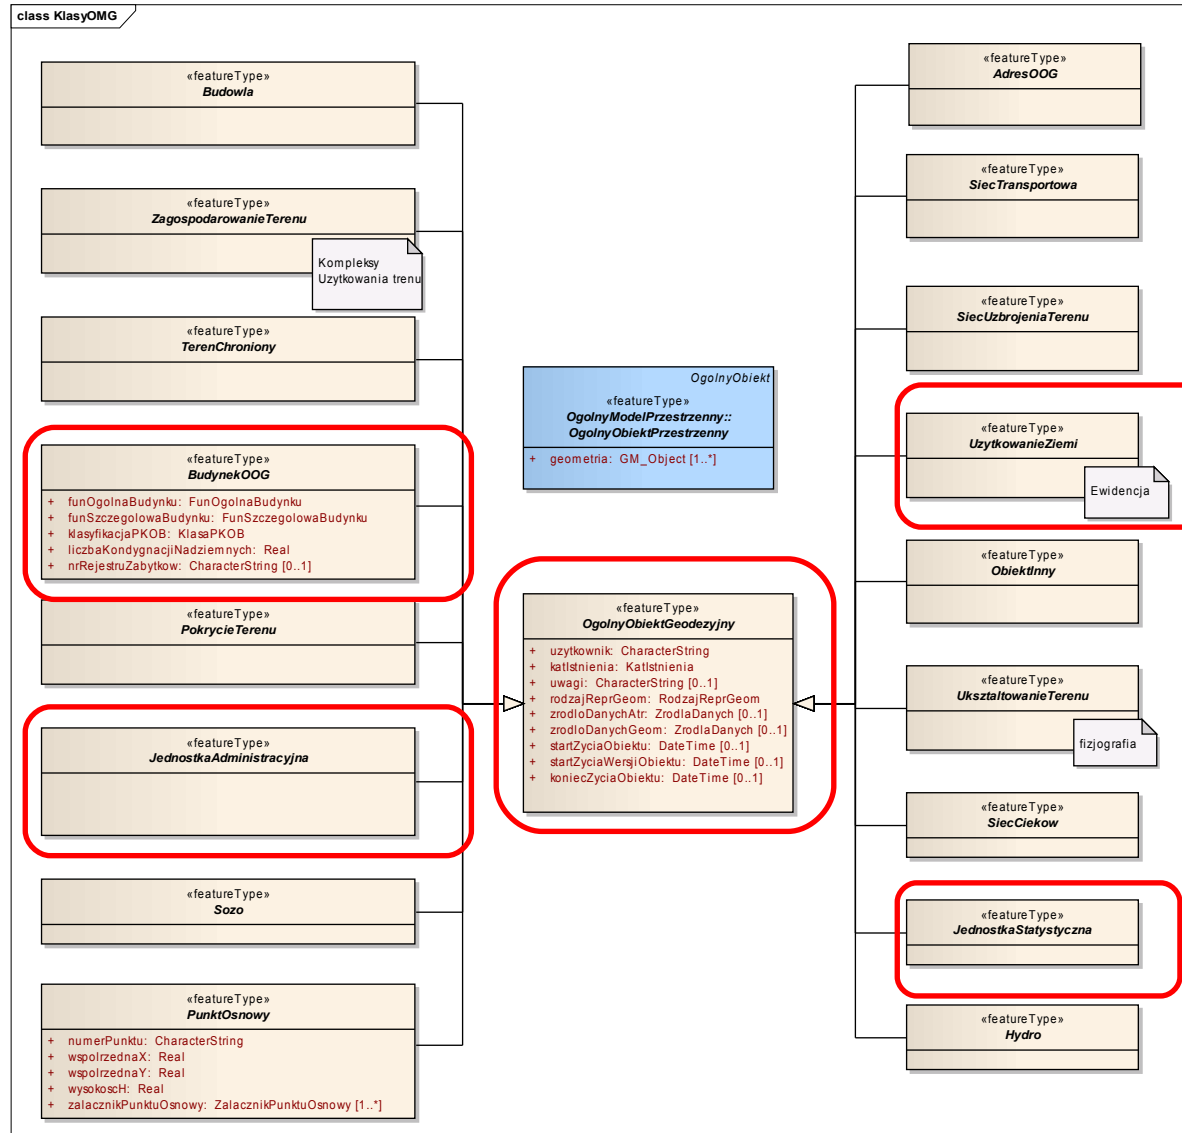 class KlasyOMG
«featureType»
Budowla
«featureType»
ZagospodarowanieTerenu
Kompleksy
Uzytkowania trenu
«featureType»
TerenChroniony
«featureType»
BudynekOOG
+ funOgolnaBudynku: FunOgolnaBudynku
+ funSzczegolowaBudynku: FunSzczegolowaBudynku
+ klasyfikacjaPKOB: KlasaPKOB
+ liczbaKondygnacjiNadziemnych: Real
+ nrRejestruZabytkow: CharacterString [0..1]
«featureType»
PokrycieTerenu
«featureType»
JednostkaAdministracyjna
«featureType»
Sozo
«featureType»
PunktOsnowy
+ numerPunktu: CharacterString
+ wspolrzednaX: Real
+ wspolrzednaY: Real
+ wysokoscH: Real
+ zalacznikPunktuOsnowy: ZalacznikPunktuOsnowy [1..*]
OgolnyObiekt
«featureType»
OgolnyModelPrzestrzenny::
OgolnyObiektPrzestrzenny
+ geometria: GM_Object [1..*]
«featureType»
OgolnyObiektGeodezyjny
+ uzytkownik: CharacterString
+ katIstnienia: KatIstnienia
+ uwagi: CharacterString [0..1]
+ rodzajReprGeom: RodzajReprGeom
+ zrodloDanychAtr: ZrodlaDanych [0..1]
+ zrodloDanychGeom: ZrodlaDanych [0..1]
+ startZyciaObiektu: DateTime [0..1]
+ startZyciaWersjiObiektu: DateTime [0..1]
+ koniecZyciaObiektu: DateTime [0..1]
«featureType»
AdresOOG
«featureType»
SiecTransportowa
«featureType»
SiecUzbrojeniaTerenu
«featureType»
UzytkowanieZiemi
Ewidencja
«featureType»
ObiektInny
«featureType»
UksztaltowanieTerenu
fizjografia
«featureType»
SiecCiekow
«featureType»
JednostkaStatystyczna
«featureType»
Hydro